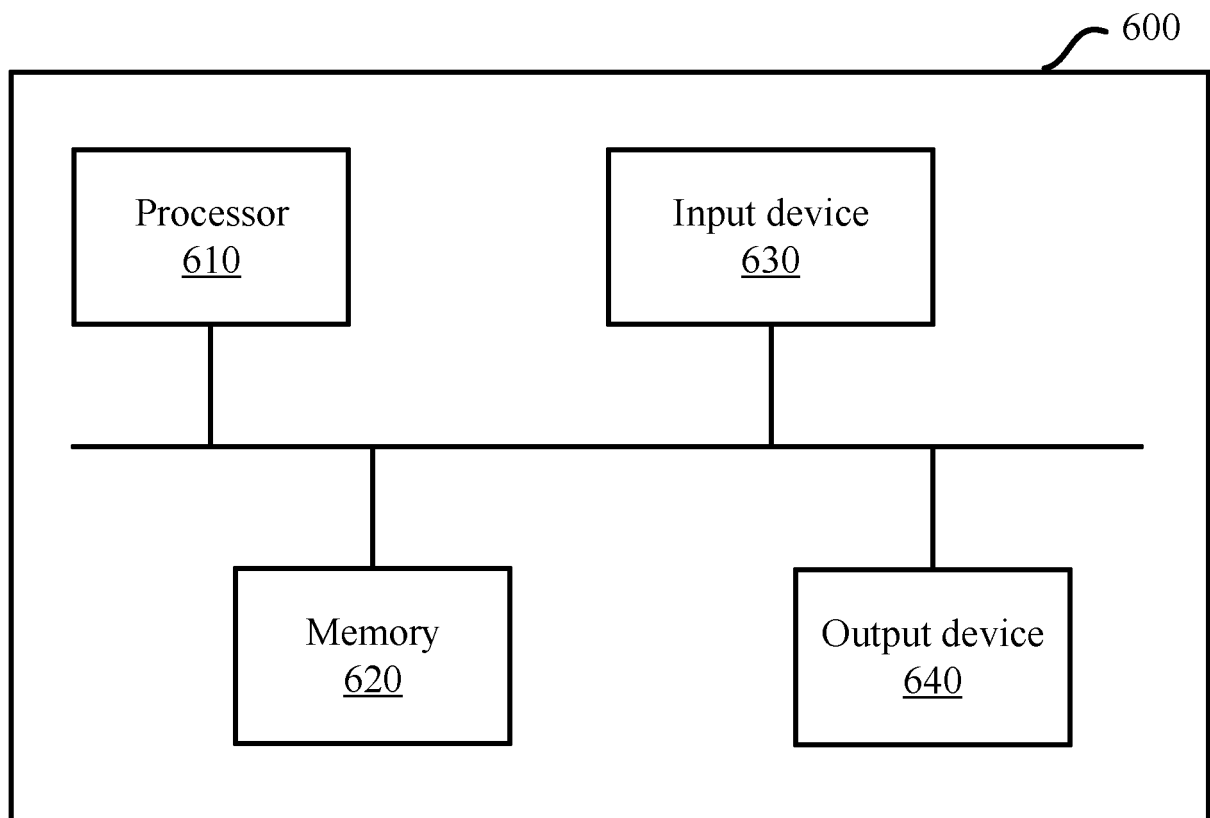 600
Processor
610
Input device
630
Memory
620
Output device
640